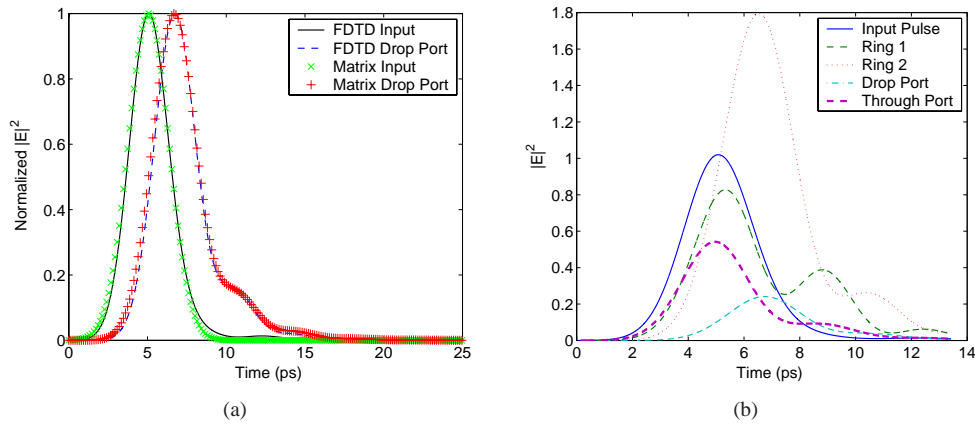 FDTD Input
FDTD Drop Port
Matrix Input
Matrix Drop Port
1
0.8
0.6
0.4
0.2
0
Normalized |E|²
0 5 10 15 20 25
Time (ps)
(a)
Input Pulse
Ring 1
Ring 2
Drop Port
Through Port
1.8
1.6
1.4
1.2
1
0.8
0.6
0.4
0.2
0
|E|²
0 2 4 6 8 10 12 14
Time (ps)
(b)